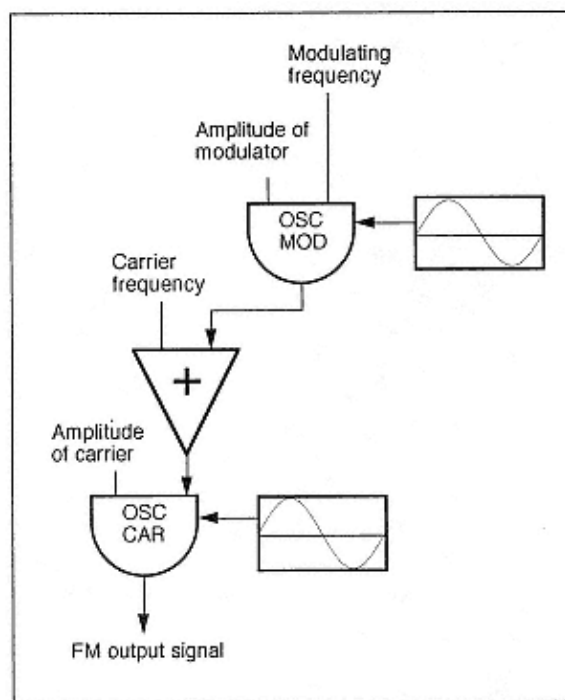 Modulating
frequency
Amplitude of
modulator
OSC
MOD
Carrier
frequency
+
Amplitude
of carrier
OSC
CAR
FM output signal